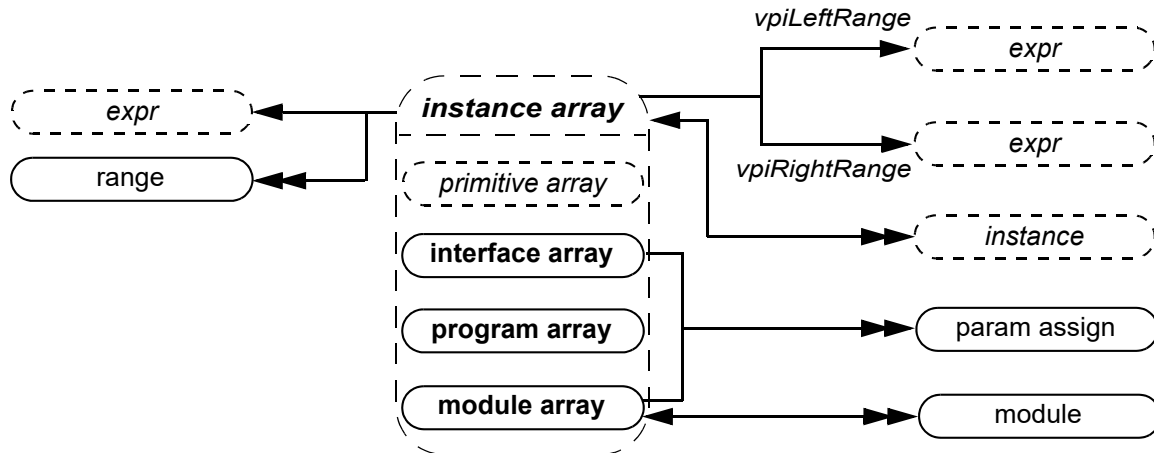 vpiLeftRange
expr
instance array
expr
expr
range
vpiRightRange
primitive array
instance
interface array
program array
param assign
module array
module